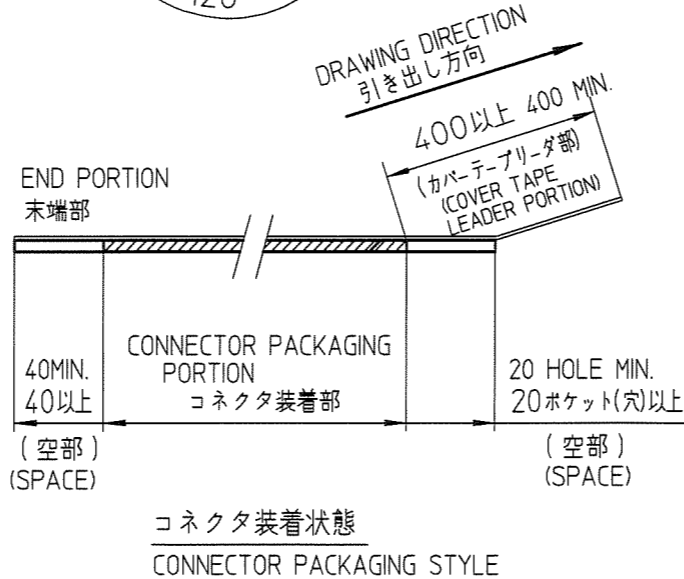 120
DRAWING DIRECTION
引き出し方向
400以上 400 MIN.
(カバーテープリーダ部)
(COVER TAPE
LEADER PORTION)
END PORTION
末端部
CONNECTOR PACKAGING
PORTION
コネクタ装着部
40MIN.
40以上
20 HOLE MIN.
20ポケット(穴)以上
(空部)
(SPACE)
(空部)
(SPACE)
コネクタ装着状態
CONNECTOR PACKAGING STYLE